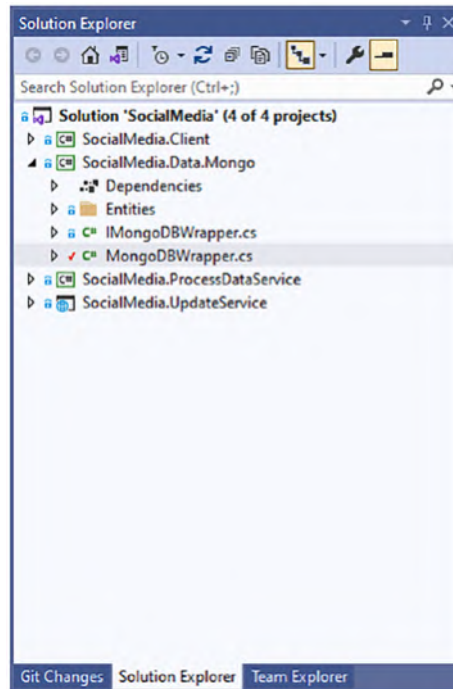 Solution Explorer
Search Solution Explorer (Ctrl+;)
Solution 'SocialMedia' (4 of 4 projects)
C# SocialMedia.Client
C# SocialMedia.Data.Mongo
Dependencies
Entities
C# IMongoDBWrapper.cs
C# MongoDBWrapper.cs
C# SocialMedia.ProcessDataService
SocialMedia.UpdateService
Git Changes Solution Explorer Team Explorer